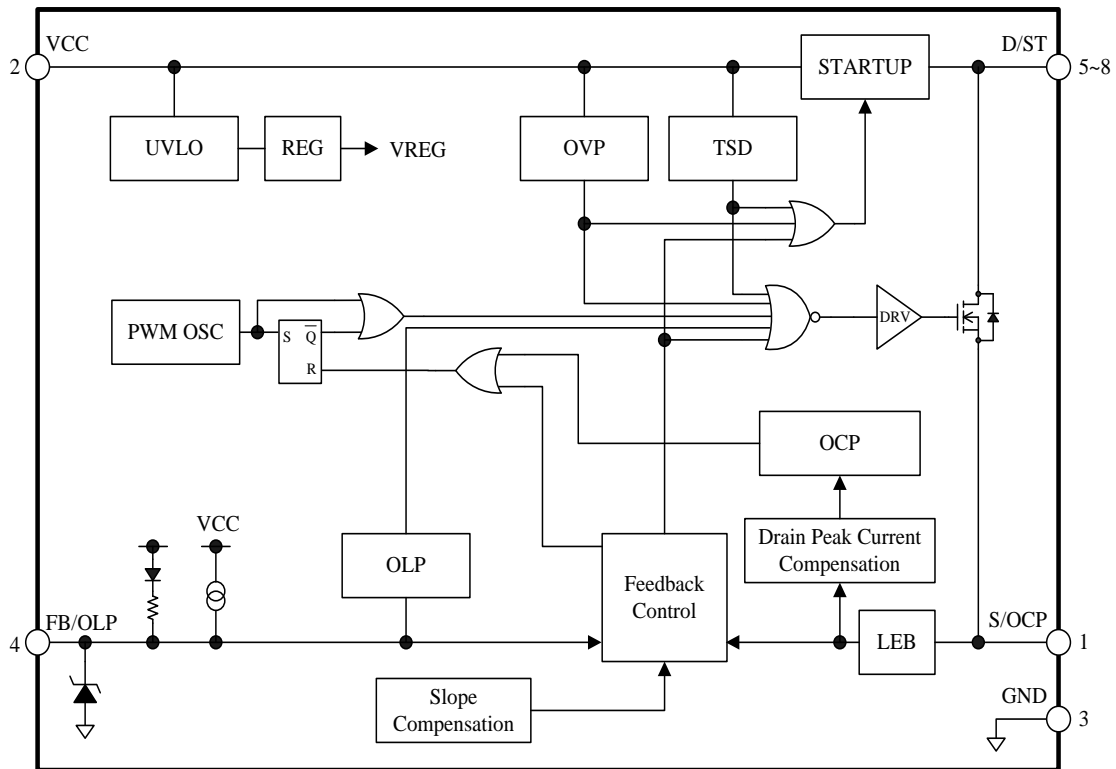 VCC
D/ST
2
5~8
STARTUP
UVLO
REG
VREG
OVP
TSD
PWM OSC
S
Q̅
R
DRV
OCP
VCC
OLP
Feedback
Control
Drain Peak Current
Compensation
FB/OLP
4
LEB
S/OCP
1
Slope
Compensation
GND
3